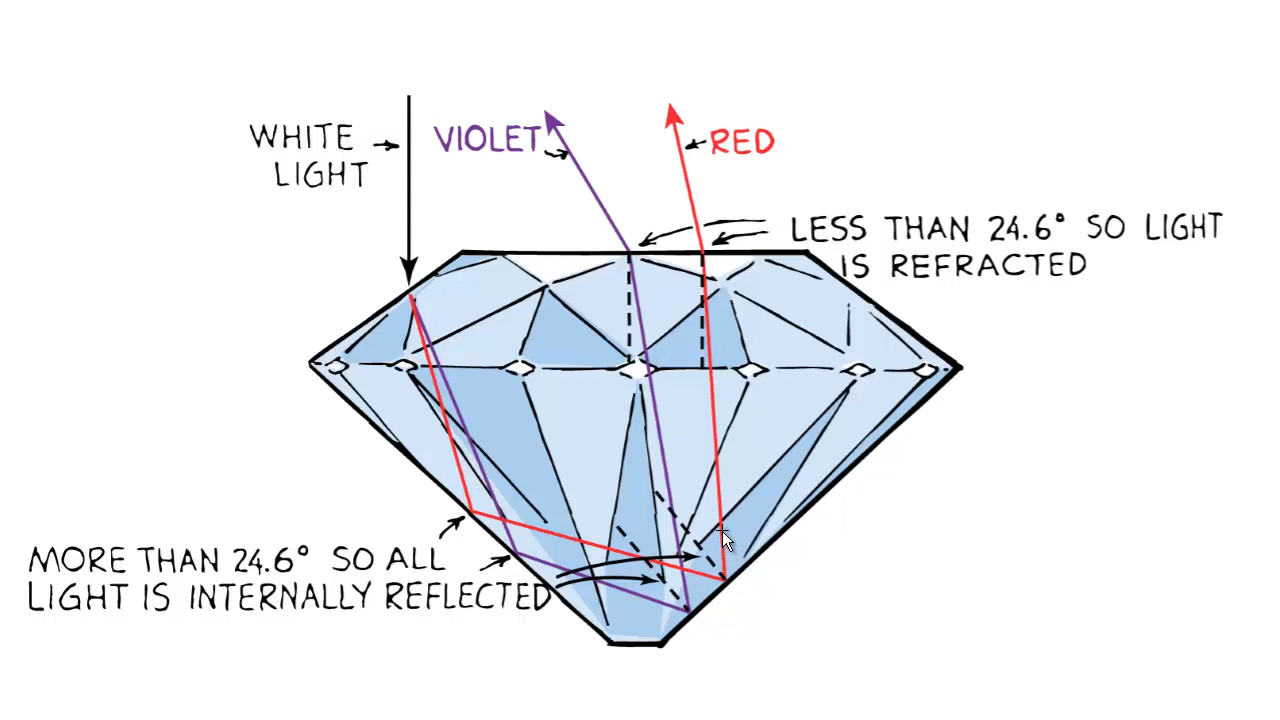 WHITE
LIGHT
VIOLET
RED
LESS THAN 24.6° SO LIGHT
IS REFRACTED
MORE THAN 24.6° SO ALL
LIGHT IS INTERNALLY REFLECTED